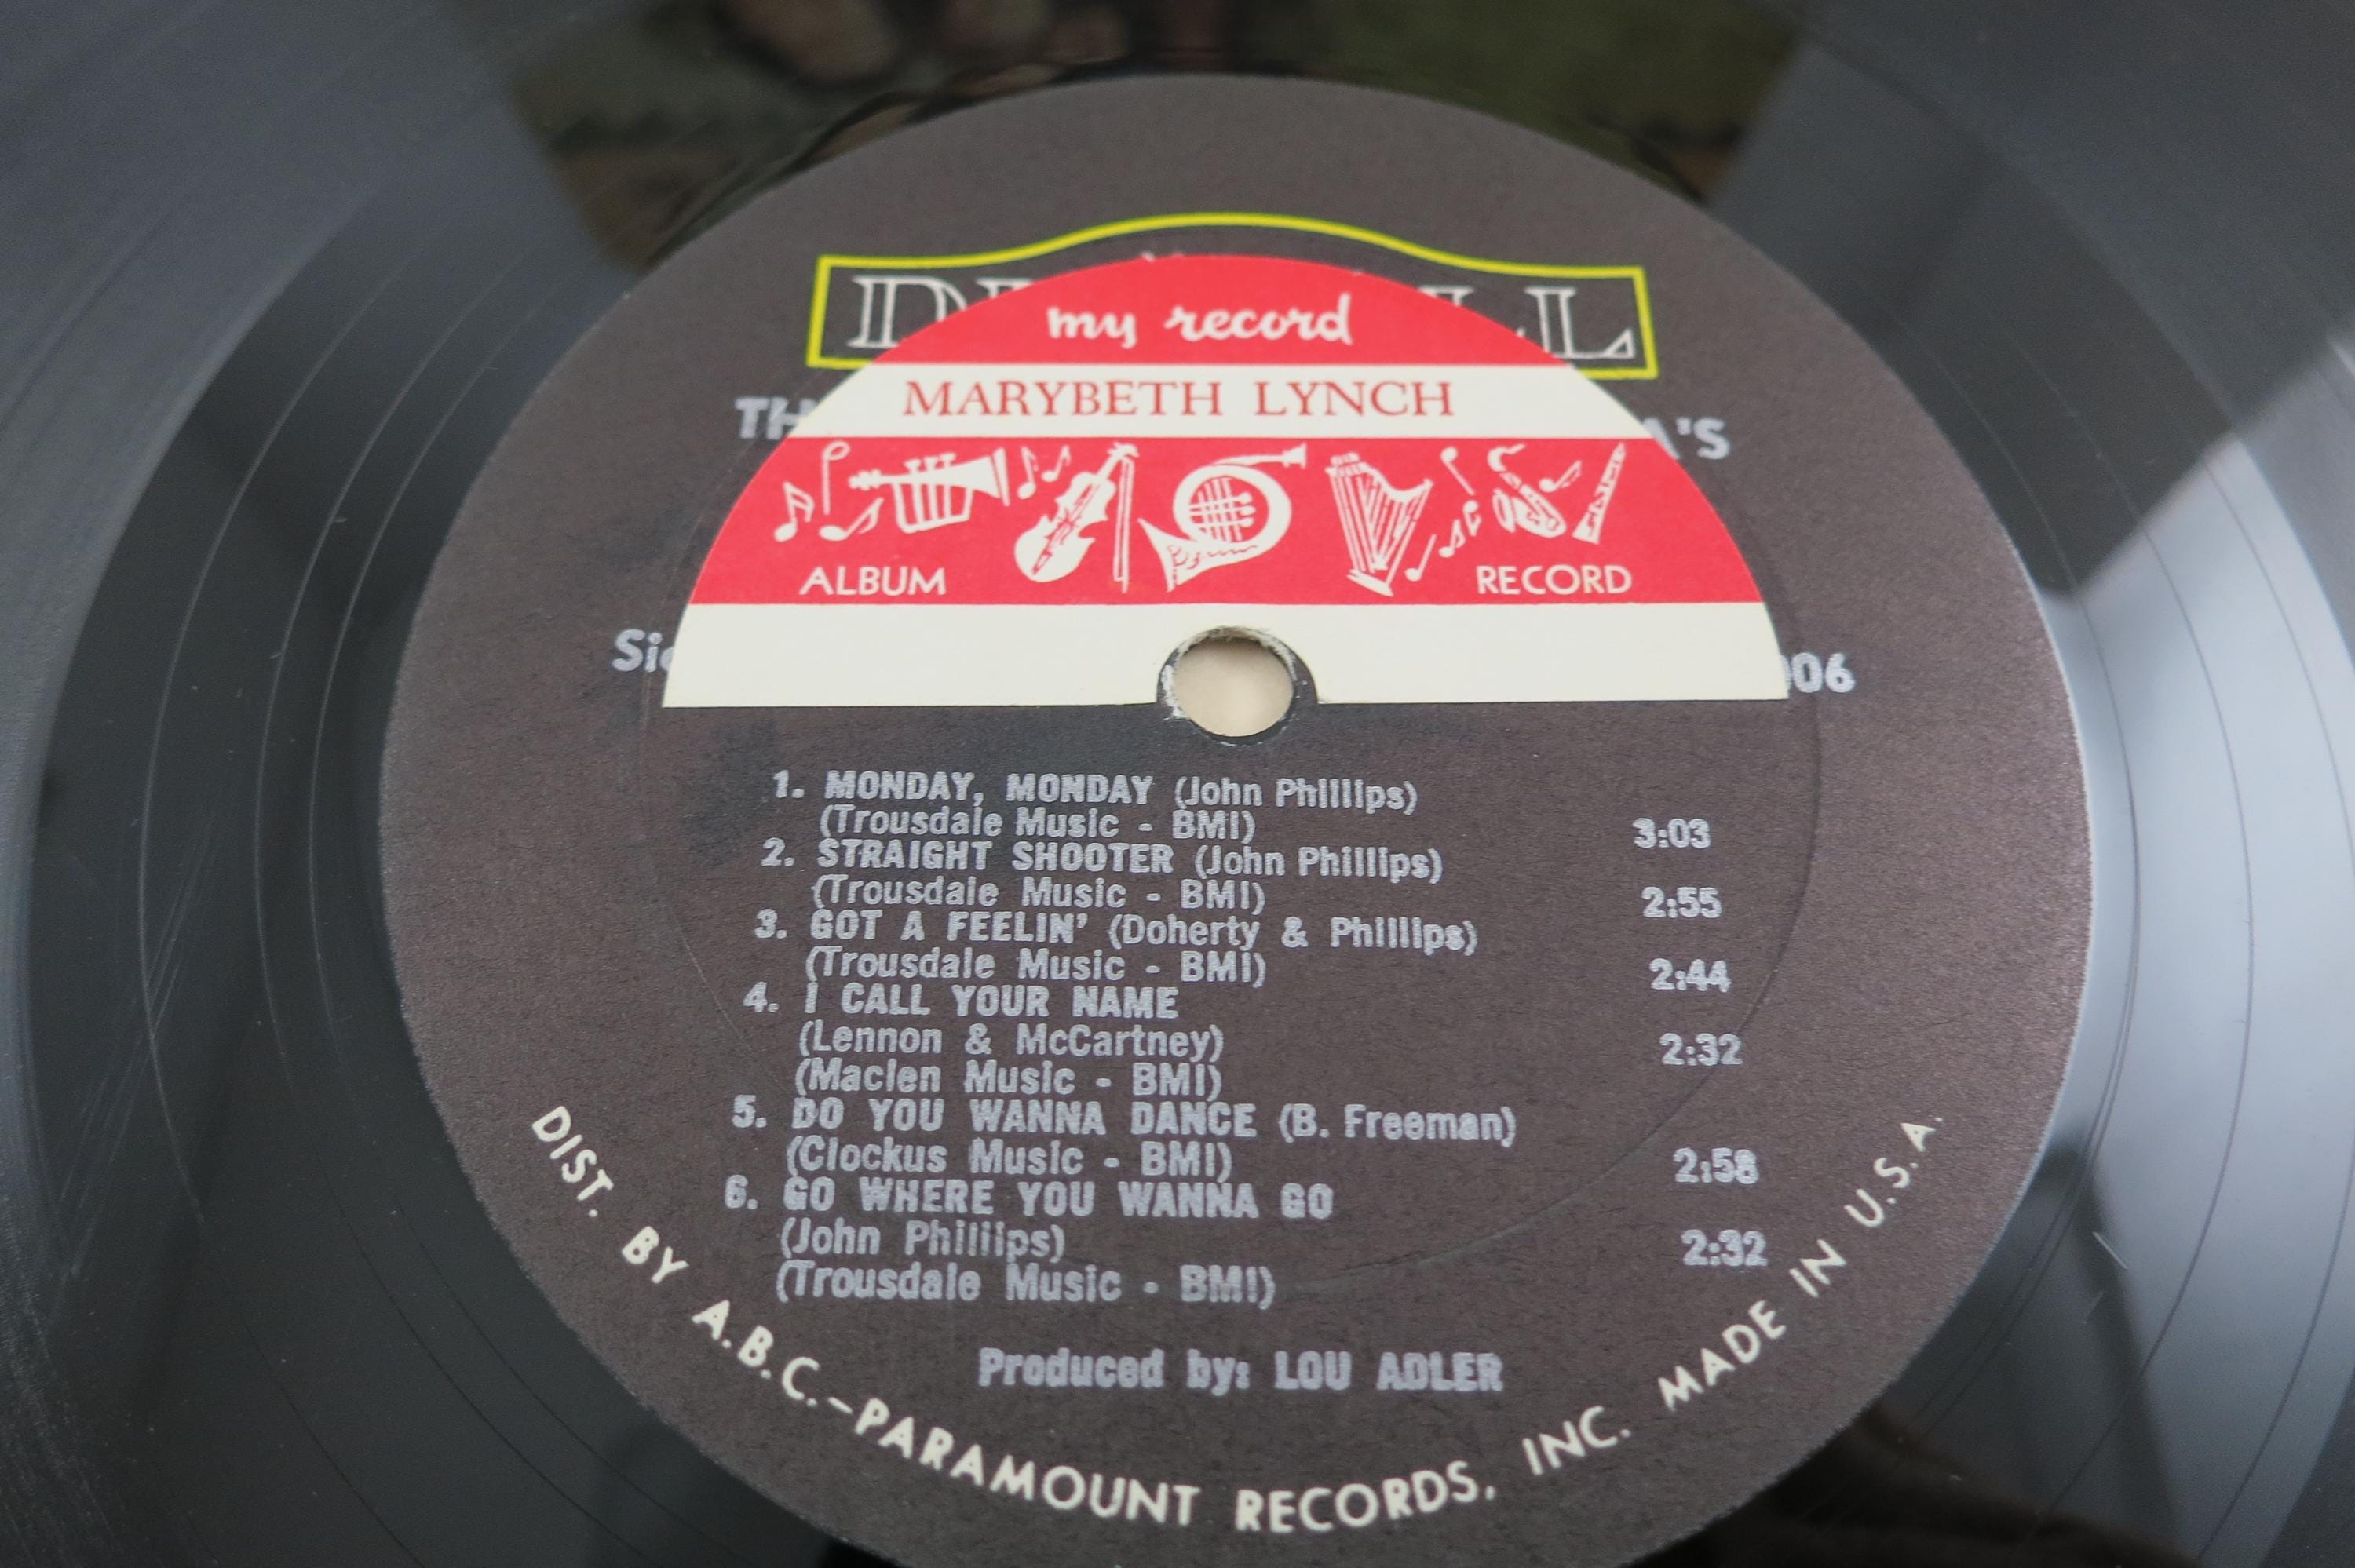 my record
MARYBETH LYNCH
A'S
ALBUM RECORD
06
1. MONDAY, MONDAY (John Phillips)
(Trousdale Music - BMI) 3:03
2. STRAIGHT SHOOTER (John Phillips)
(Trousdale Music - BMI) 2:55
3. GOT A FEELIN' (Doherty & Phillips)
(Trousdale Music - BMI) 2:44
4. I CALL YOUR NAME
(Lennon & McCartney) 2:32
(Maclen Music - BMI)
5. DO YOU WANNA DANCE (B. Freeman)
(Clockus Music - BMI) 2:58
6. GO WHERE YOU WANNA GO
(John Phillips) 2:32
(Trousdale Music - BMI)
Produced by: LOU ADLER
DIST. BY A.B.C.-PARAMOUNT RECORDS, INC. MADE IN U.S.A.